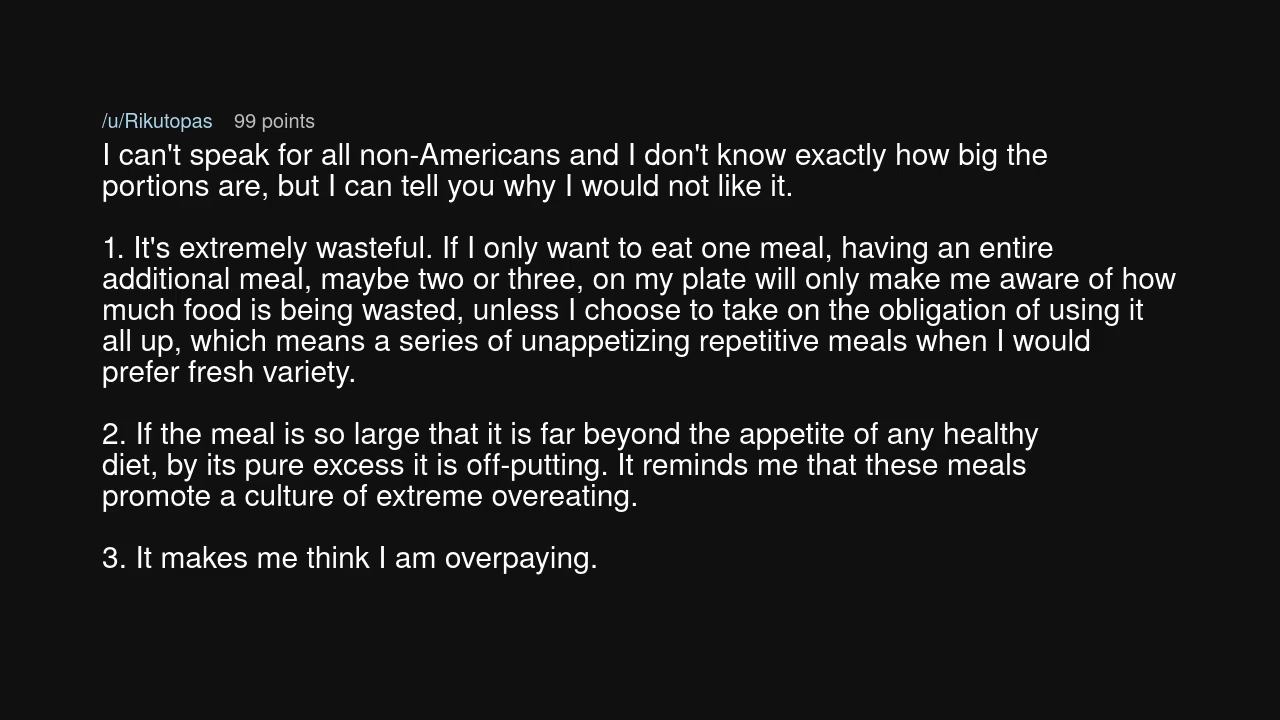 /u/Rikutopas 99 points
I can't speak for all non-Americans and I don't know exactly how big the
portions are, but I can tell you why I would not like it.
1. It's extremely wasteful. If I only want to eat one meal, having an entire
additional meal, maybe two or three, on my plate will only make me aware of how
much food is being wasted, unless I choose to take on the obligation of using it
all up, which means a series of unappetizing repetitive meals when I would
prefer fresh variety.
2. If the meal is so large that it is far beyond the appetite of any healthy
diet, by its pure excess it is off-putting. It reminds me that these meals
promote a culture of extreme overeating.
3. It makes me think I am overpaying.